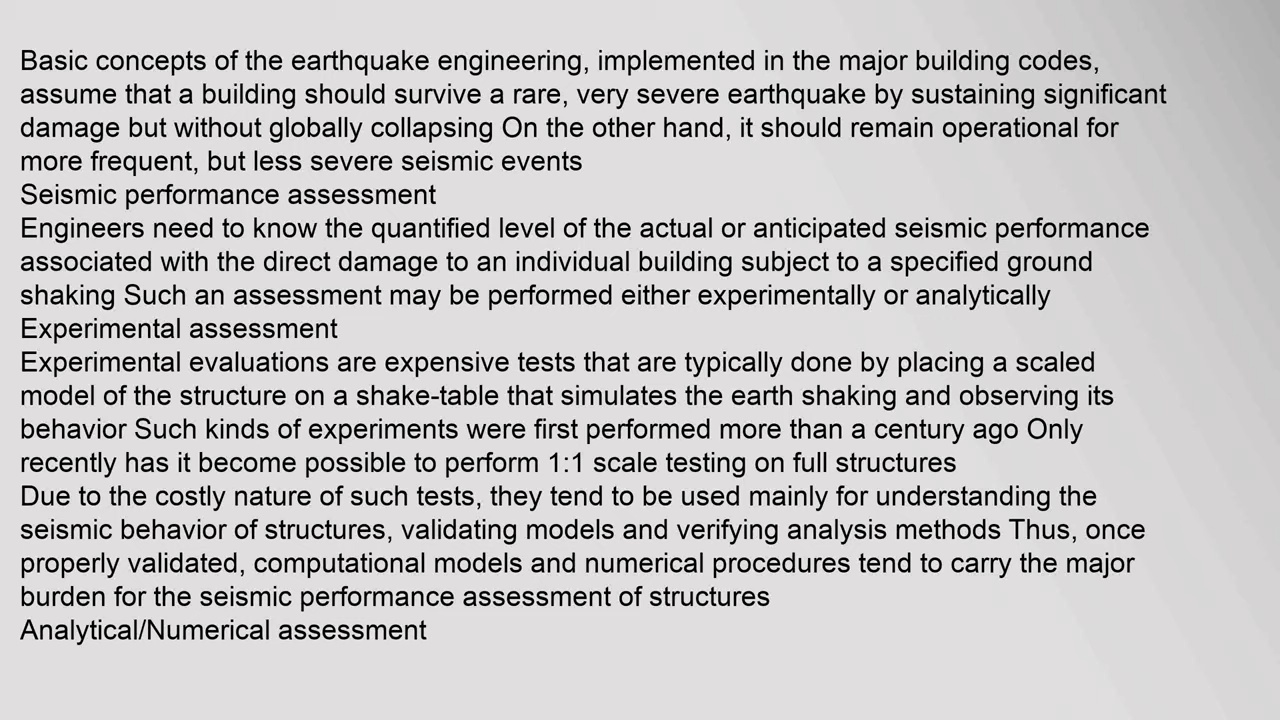 Basic concepts of the earthquake engineering, implemented in the major building codes,
assume that a building should survive a rare, very severe earthquake by sustaining significant
damage but without globally collapsing On the other hand, it should remain operational for
more frequent, but less severe seismic events
Seismic performance assessment
Engineers need to know the quantified level of the actual or anticipated seismic performance
associated with the direct damage to an individual building subject to a specified ground
shaking Such an assessment may be performed either experimentally or analytically
Experimental assessment
Experimental evaluations are expensive tests that are typically done by placing a scaled
model of the structure on a shake-table that simulates the earth shaking and observing its
behavior Such kinds of experiments were first performed more than a century ago Only
recently has it become possible to perform 1:1 scale testing on full structures
Due to the costly nature of such tests, they tend to be used mainly for understanding the
seismic behavior of structures, validating models and verifying analysis methods Thus, once
properly validated, computational models and numerical procedures tend to carry the major
burden for the seismic performance assessment of structures
Analytical/Numerical assessment